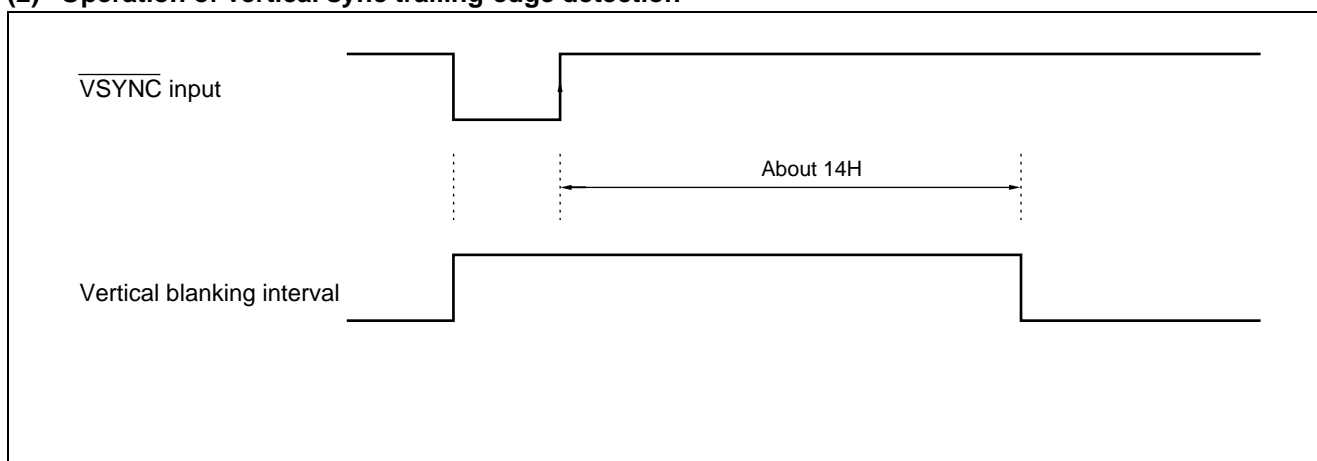 (2) Operation of vertical sync trailing-edge detection
VSYNC input
About 14H
Vertical blanking interval